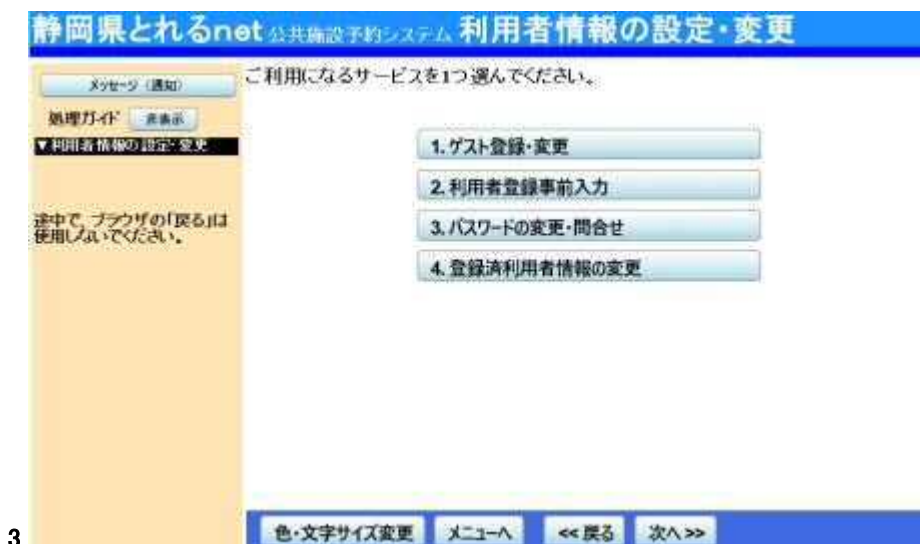 静岡県とれるnet 公共施設予約システム 利用者情報の設定・変更
メッセージ（通知）
処理ガイド 非表示
▼利用者情報の設定・変更
途中で、ブラウザの「戻る」は
使用しないでください。
ご利用になるサービスを1つ選んでください。
1. ゲスト登録・変更
2. 利用者登録事前入力
3. パスワードの変更・問合せ
4. 登録済利用者情報の変更
色・文字サイズ変更 メニューへ << 戻る 次へ >>
3